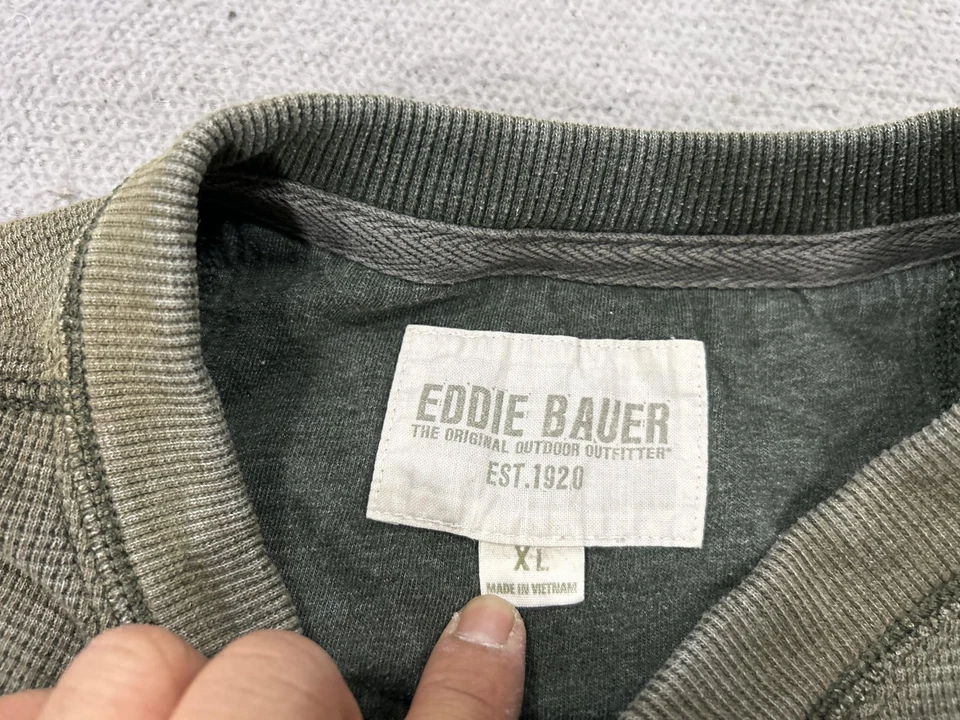 EDDIE BAUER
THE ORIGINAL OUTDOOR OUTFITTER®
EST.1920
XL
MADE IN VIETNAM